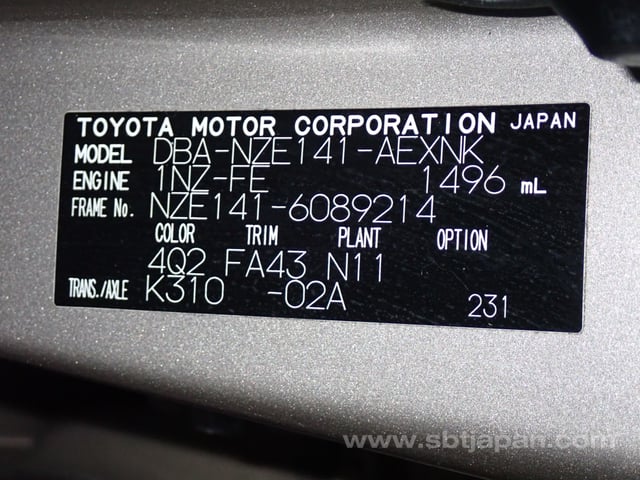 TOYOTA MOTOR CORPORATION JAPAN
MODEL DBA-NZE141-AEXNK
ENGINE 1NZ-FE 1496 mL
FRAME No. NZE141-6089214
COLOR TRIM PLANT OPTION
4Q2 FA43 N11
TRANS./AXLE K310 -02A 231
www.sbtjapan.com